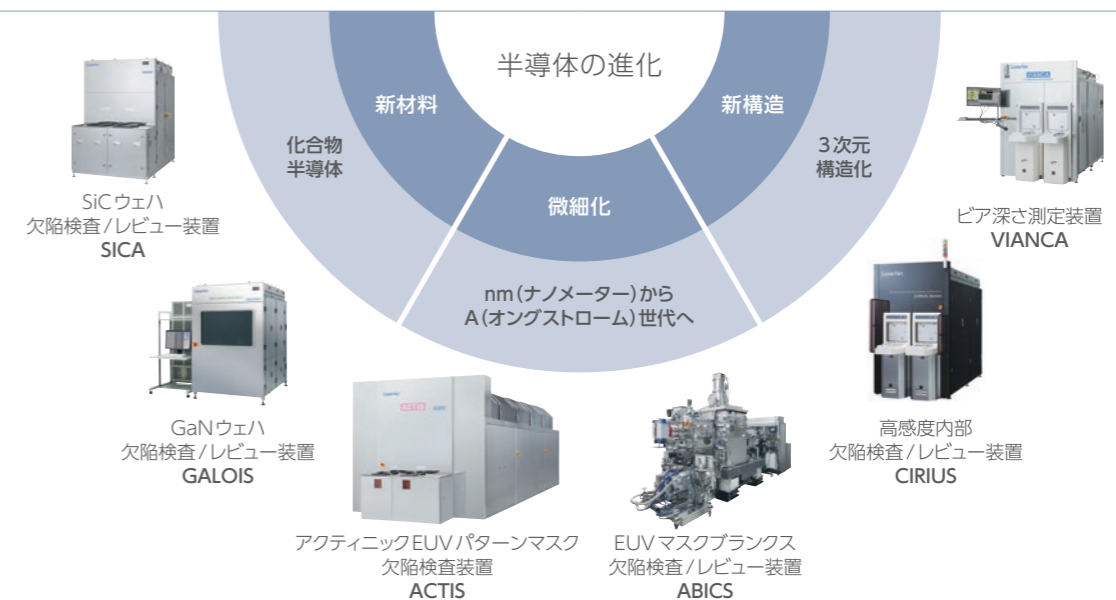 半導体の進化
新材料
新構造
微細化
化合物
半導体
3次元
構造化
nm(ナノメーター)から
A(オングストローム)世代へ
SiCウェハ
欠陥検査/レビュー装置
SICA
GaNウェハ
欠陥検査/レビュー装置
GALOIS
アクティニックEUVパターンマスク
欠陥検査装置
ACTIS
EUVマスクブランクス
欠陥検査/レビュー装置
ABICS
高感度内部
欠陥検査/レビュー装置
CIRIUS
ビア深さ測定装置
VIANCA
Lasertec
ACTIS
Lasertec
VIANCA